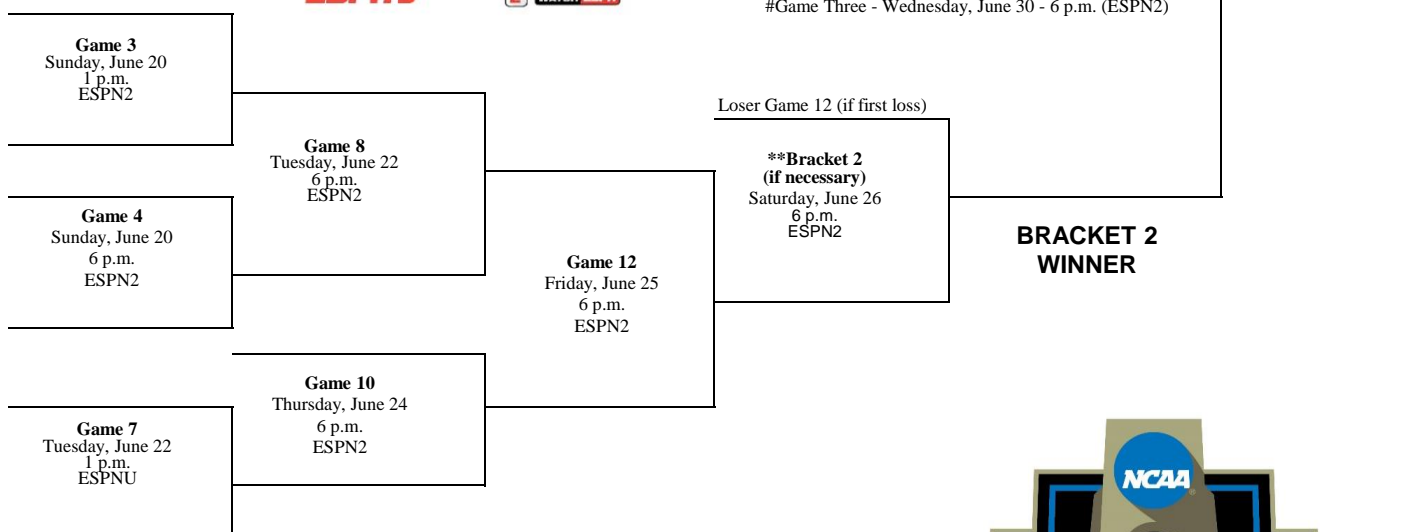 #Game Three - Wednesday, June 30 - 6 p.m. (ESPN2)
Game 3
Sunday, June 20
1 p.m.
ESPN2
Loser Game 12 (if first loss)
Game 8
Tuesday, June 22
6 p.m.
ESPN2
**Bracket 2
(if necessary)
Saturday, June 26
6 p.m.
ESPN2
Game 4
Sunday, June 20
6 p.m.
ESPN2
BRACKET 2
WINNER
Game 12
Friday, June 25
6 p.m.
ESPN2
Game 10
Thursday, June 24
6 p.m.
ESPN2
Game 7
Tuesday, June 22
1 p.m.
ESPNU
NCAA